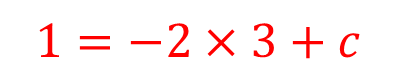 1 = −2 × 3 + c